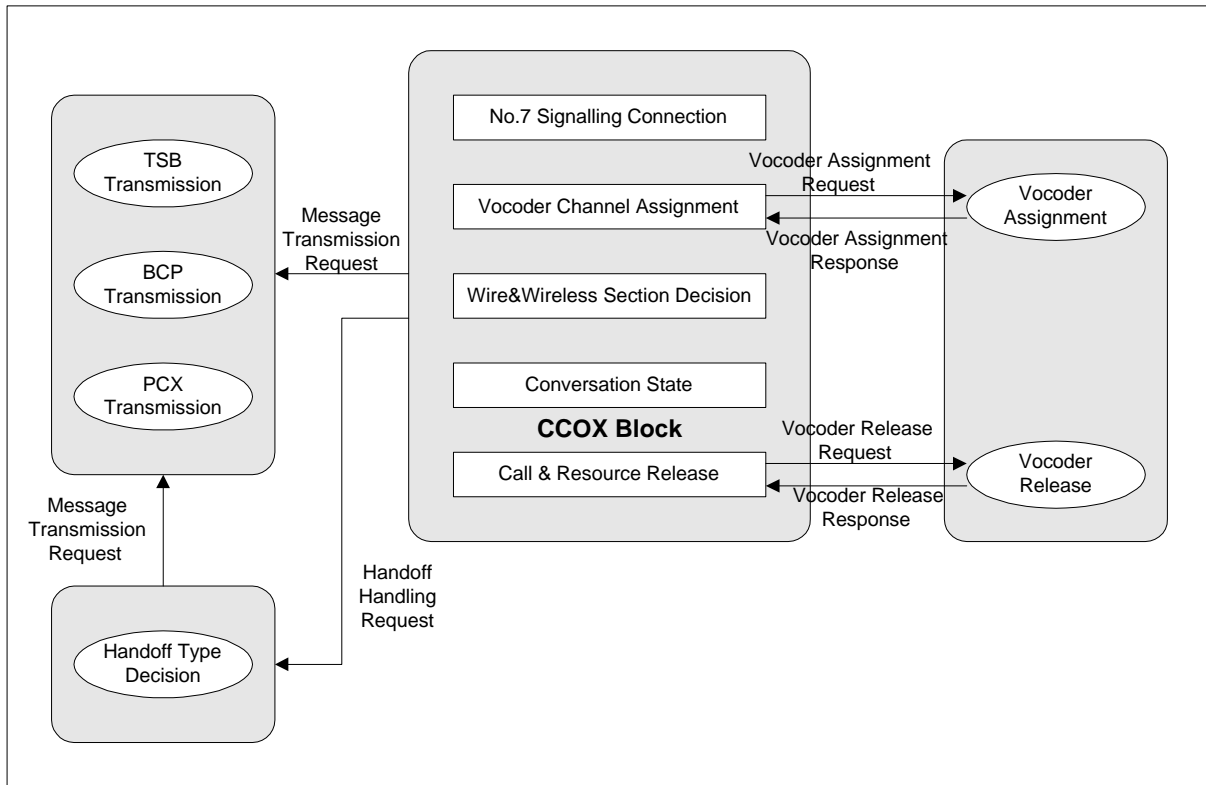 TSB
Transmission
BCP
Transmission
PCX
Transmission
Message
Transmission
Request
Message
Transmission
Request
Handoff Type
Decision
Handoff
Handling
Request
No.7 Signalling Connection
Vocoder Channel Assignment
Wire&Wireless Section Decision
Conversation State
CCOX Block
Call & Resource Release
Vocoder Assignment
Request
Vocoder Assignment
Response
Vocoder Release
Request
Vocoder Release
Response
Vocoder
Assignment
Vocoder
Release